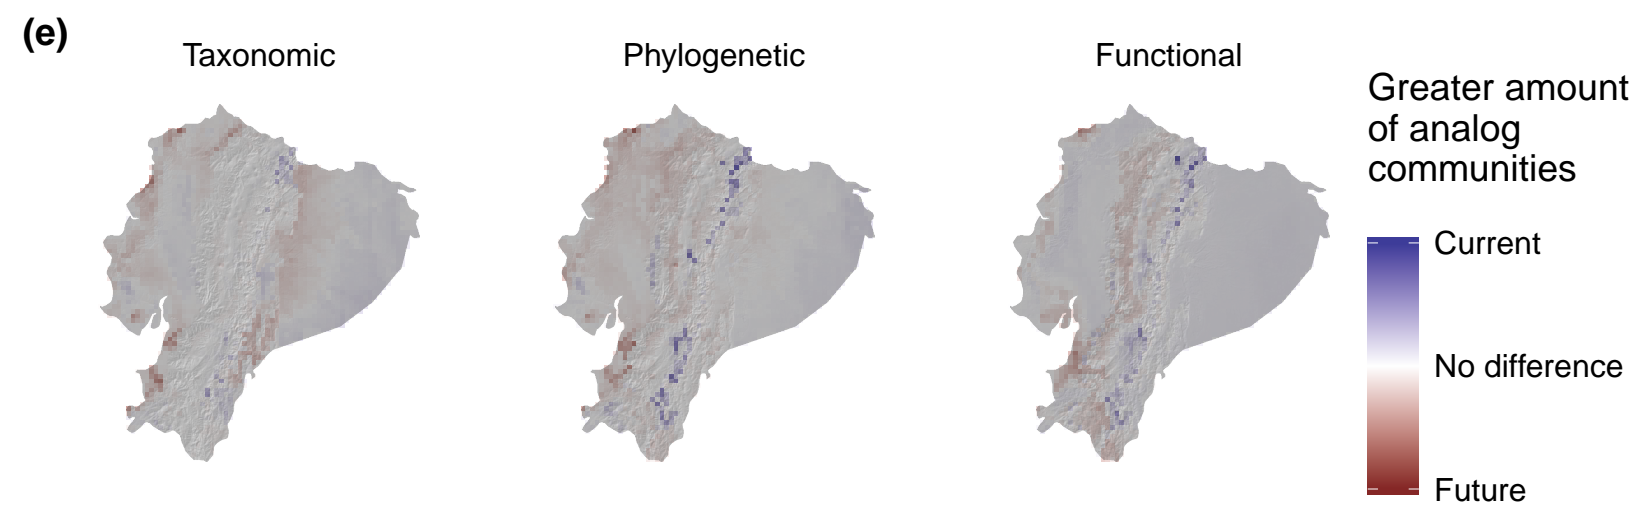 (e)
Taxonomic
Phylogenetic
Functional
Greater amount
of analog
communities
Current
No difference
Future